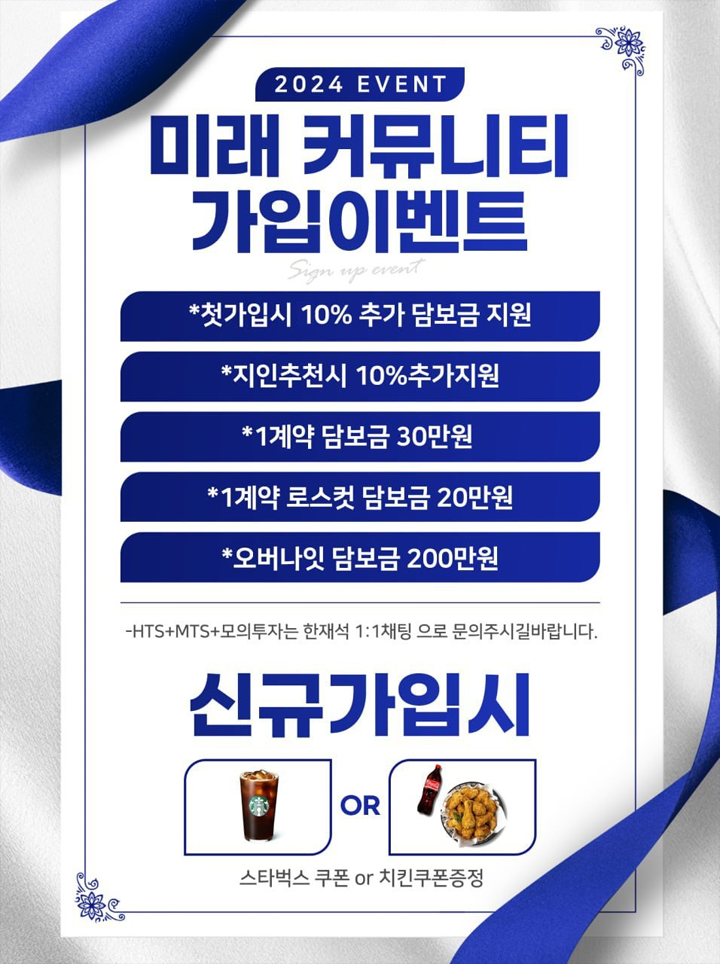 2024 EVENT
미래 커뮤니티
가입이벤트
Sign up event
*첫가입시 10% 추가 담보금 지원
*지인추천시 10%추가지원
*1계약 담보금 30만원
*1계약 로스컷 담보금 20만원
*오버나잇 담보금 200만원
-HTS+MTS+모의투자는 한재석 1:1채팅 으로 문의주시길바랍니다.
신규가입시
OR
스타벅스 쿠폰 or 치킨쿠폰증정